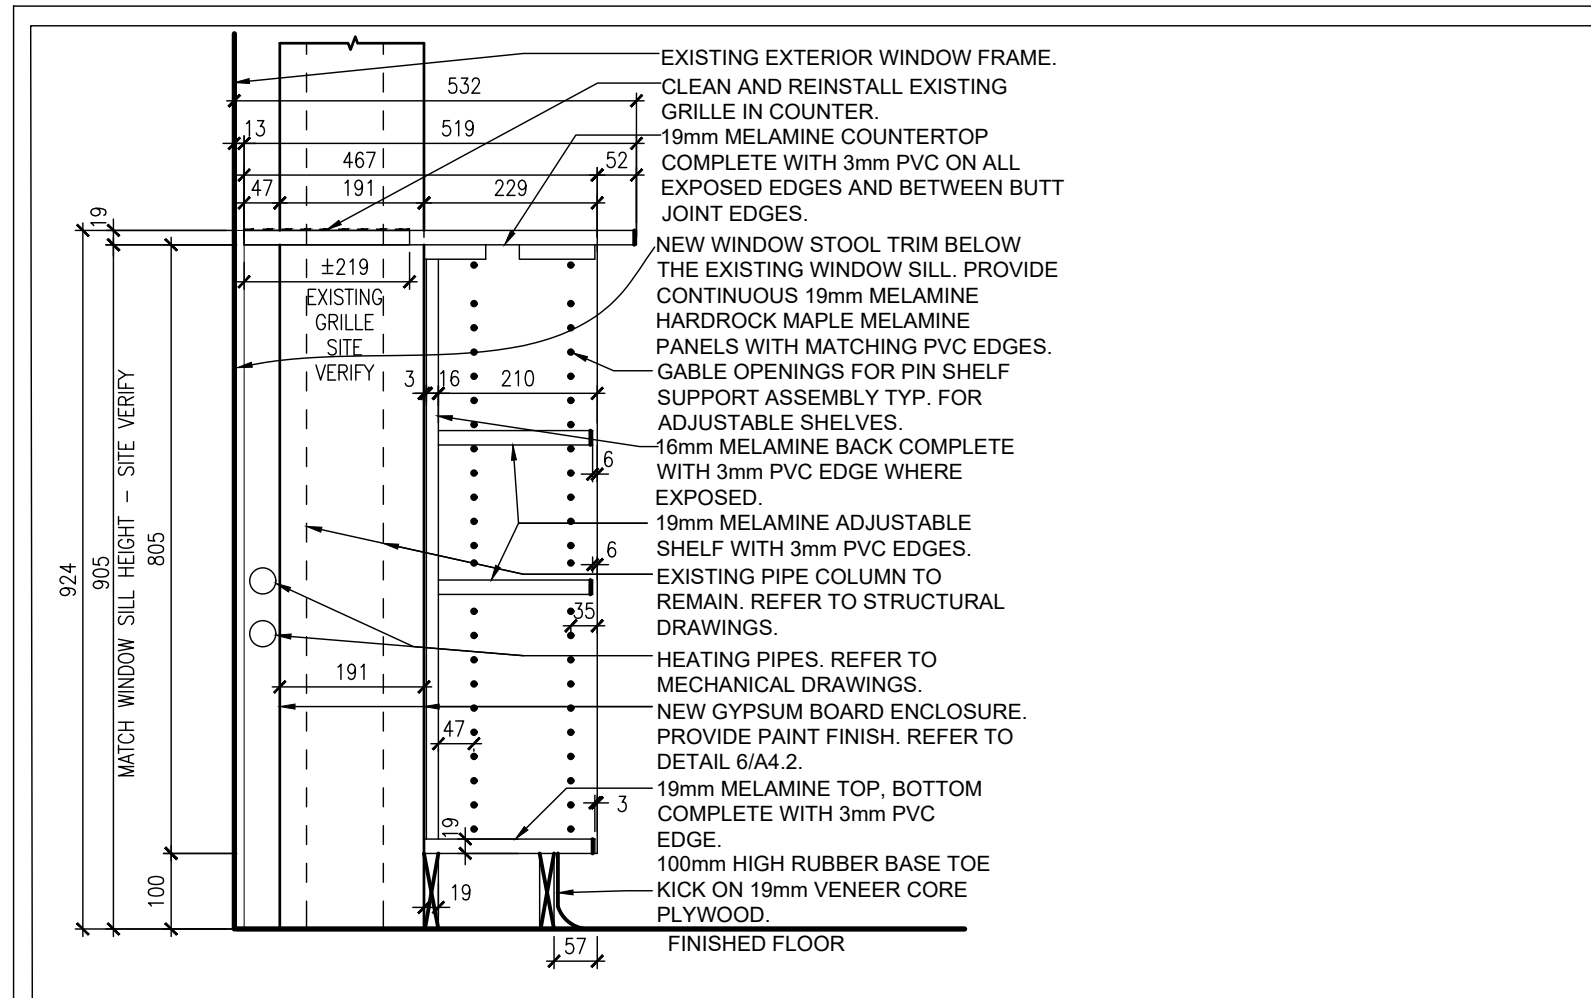 EXISTING EXTERIOR WINDOW FRAME.
CLEAN AND REINSTALL EXISTING
GRILLE IN COUNTER.
19mm MELAMINE COUNTERTOP
COMPLETE WITH 3mm PVC ON ALL
EXPOSED EDGES AND BETWEEN BUTT
JOINT EDGES.
NEW WINDOW STOOL TRIM BELOW
THE EXISTING WINDOW SILL. PROVIDE
CONTINUOUS 19mm MELAMINE
HARDROCK MAPLE MELAMINE
PANELS WITH MATCHING PVC EDGES.
GABLE OPENINGS FOR PIN SHELF
SUPPORT ASSEMBLY TYP. FOR
ADJUSTABLE SHELVES.
16mm MELAMINE BACK COMPLETE
WITH 3mm PVC EDGE WHERE
EXPOSED.
19mm MELAMINE ADJUSTABLE
SHELF WITH 3mm PVC EDGES.
EXISTING PIPE COLUMN TO
REMAIN. REFER TO STRUCTURAL
DRAWINGS.
HEATING PIPES. REFER TO
MECHANICAL DRAWINGS.
NEW GYPSUM BOARD ENCLOSURE.
PROVIDE PAINT FINISH. REFER TO
DETAIL 6/A4.2.
19mm MELAMINE TOP, BOTTOM
COMPLETE WITH 3mm PVC
EDGE.
100mm HIGH RUBBER BASE TOE
KICK ON 19mm VENEER CORE
PLYWOOD.
FINISHED FLOOR
532
13 519
467 52
47 191 229
19
±219
EXISTING
GRILLE
SITE
VERIFY
3 16 210
6
6
35
191
47
3
19
19
57
924
905
MATCH WINDOW SILL HEIGHT - SITE VERIFY
805
100